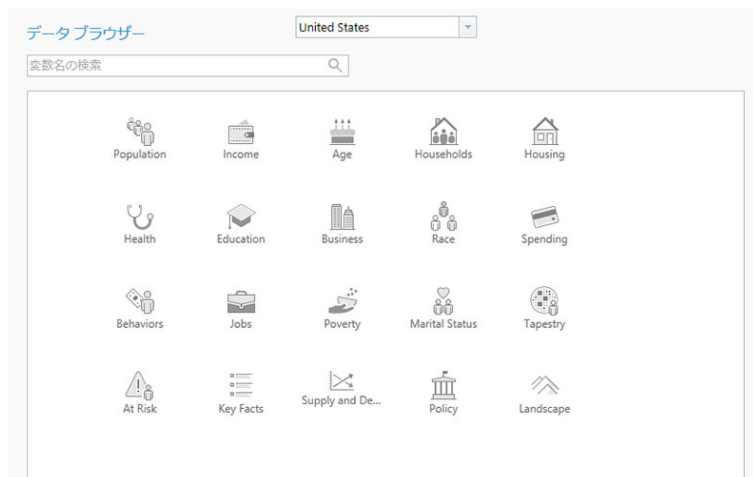 データ ブラウザー
United States
変数名の検索
Population
Income
Age
Households
Housing
Health
Education
Business
Race
Spending
Behaviors
Jobs
Poverty
Marital Status
Tapestry
At Risk
Key Facts
Supply and De...
Policy
Landscape